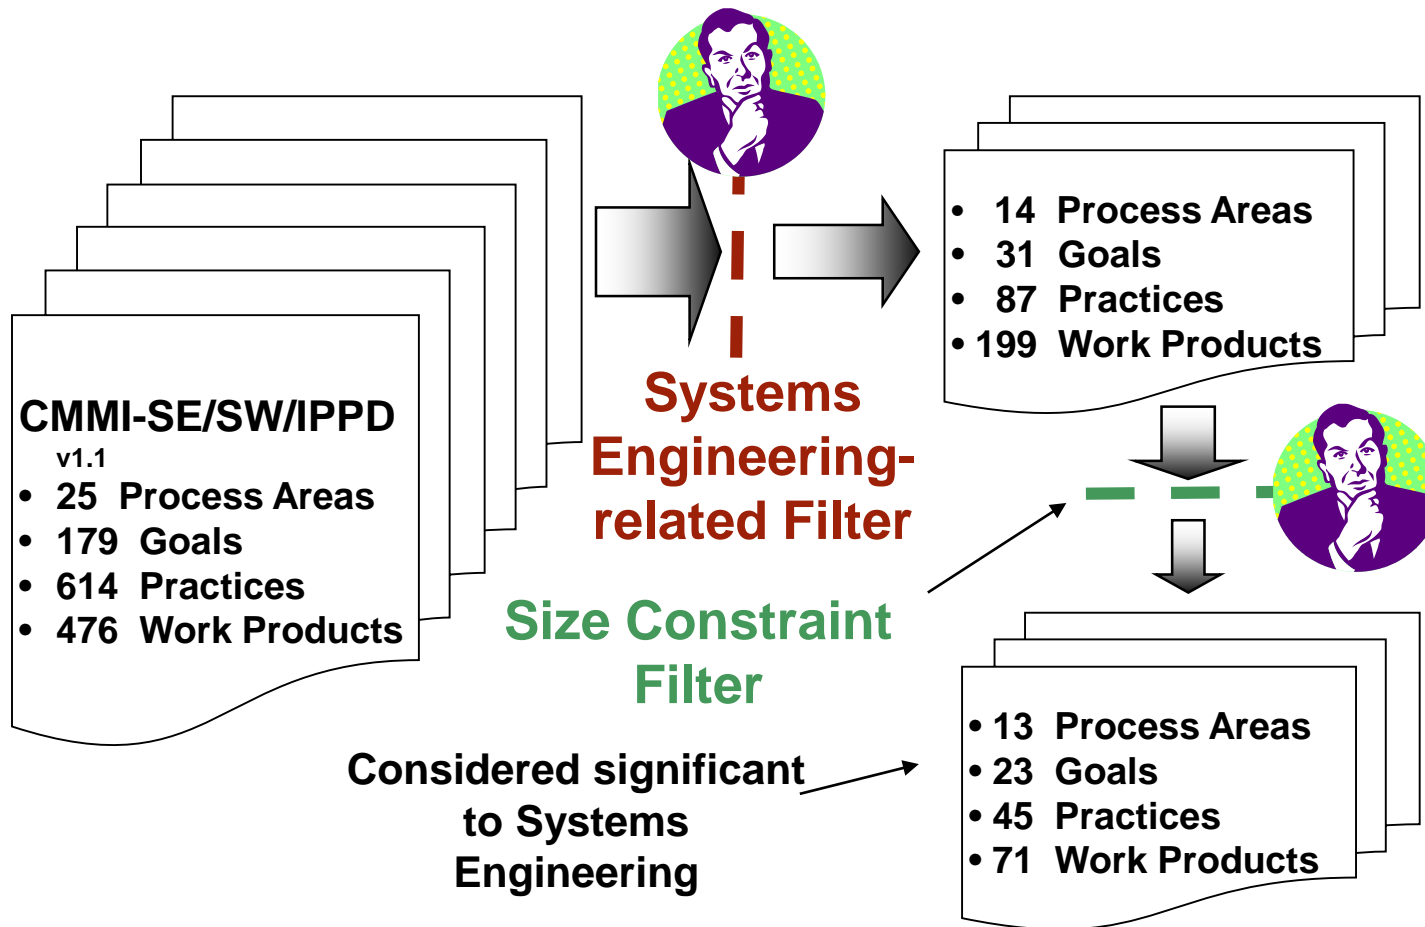 CMMI-SE/SW/IPPD
v1.1
• 25 Process Areas
• 179 Goals
• 614 Practices
• 476 Work Products
Systems
Engineering-
related Filter
• 14 Process Areas
• 31 Goals
• 87 Practices
• 199 Work Products
Size Constraint
Filter
Considered significant
to Systems
Engineering
• 13 Process Areas
• 23 Goals
• 45 Practices
• 71 Work Products